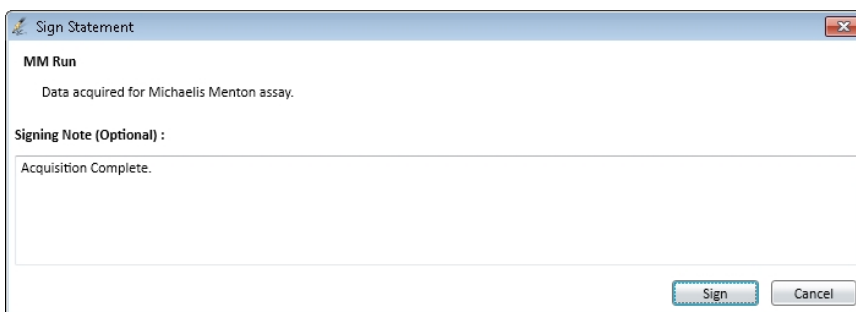 Sign Statement
MM Run
Data acquired for Michaelis Menton assay.
Signing Note (Optional) :
Acquisition Complete.
Sign Cancel